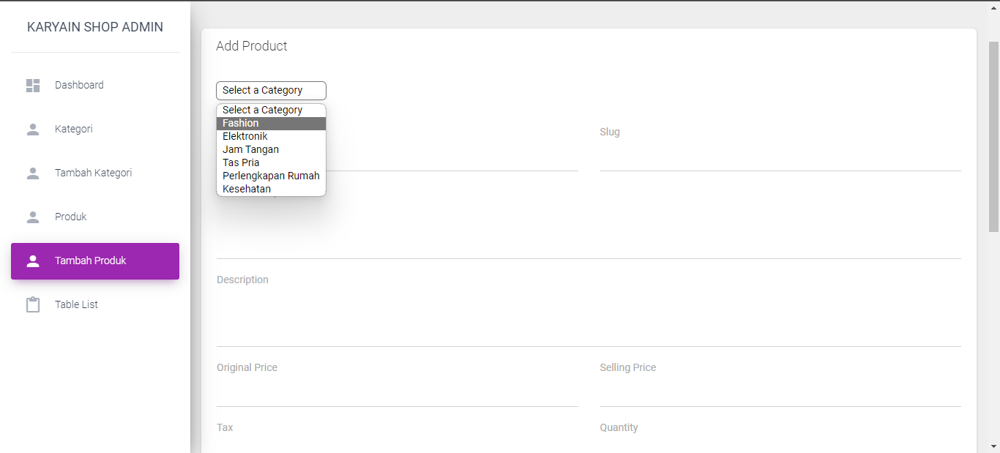 KARYAIN SHOP ADMIN
Dashboard
Kategori
Tambah Kategori
Produk
Tambah Produk
Table List
Add Product
Select a Category
Select a Category
Fashion
Elektronik
Jam Tangan
Tas Pria
Perlengkapan Rumah
Kesehatan
Slug
Description
Original Price
Selling Price
Tax
Quantity